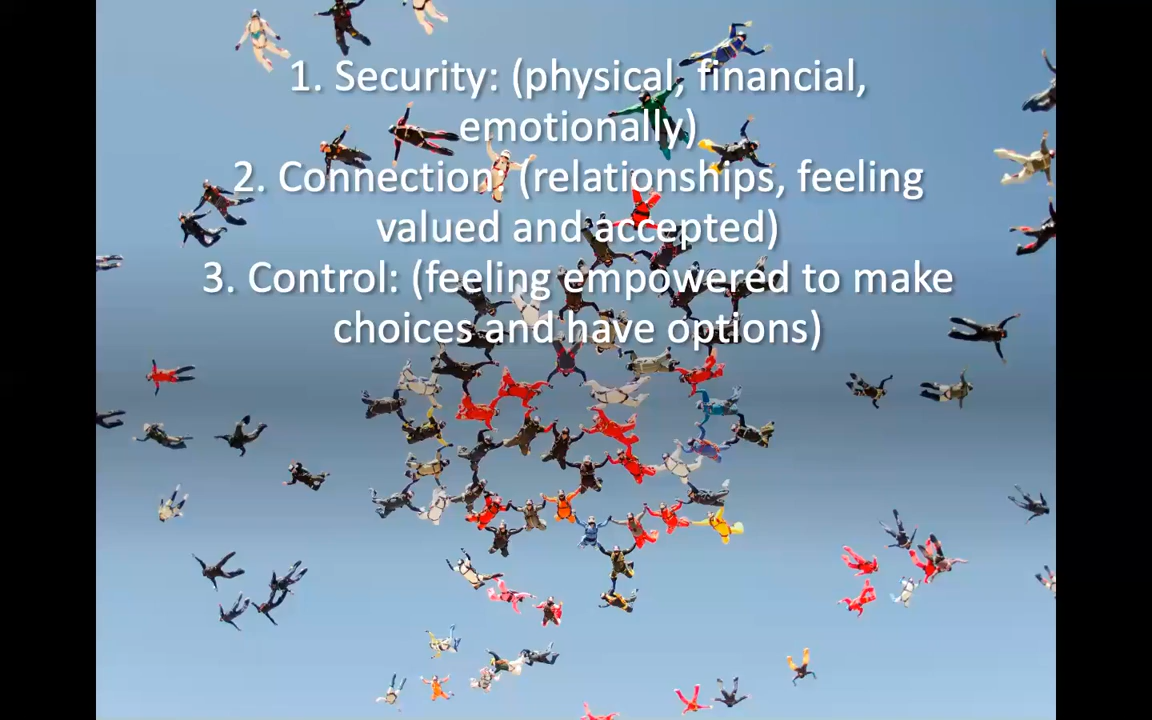 1. Security: (physical, financial,
emotionally)
2. Connection: (relationships, feeling
valued and accepted)
3. Control: (feeling empowered to make
choices and have options)